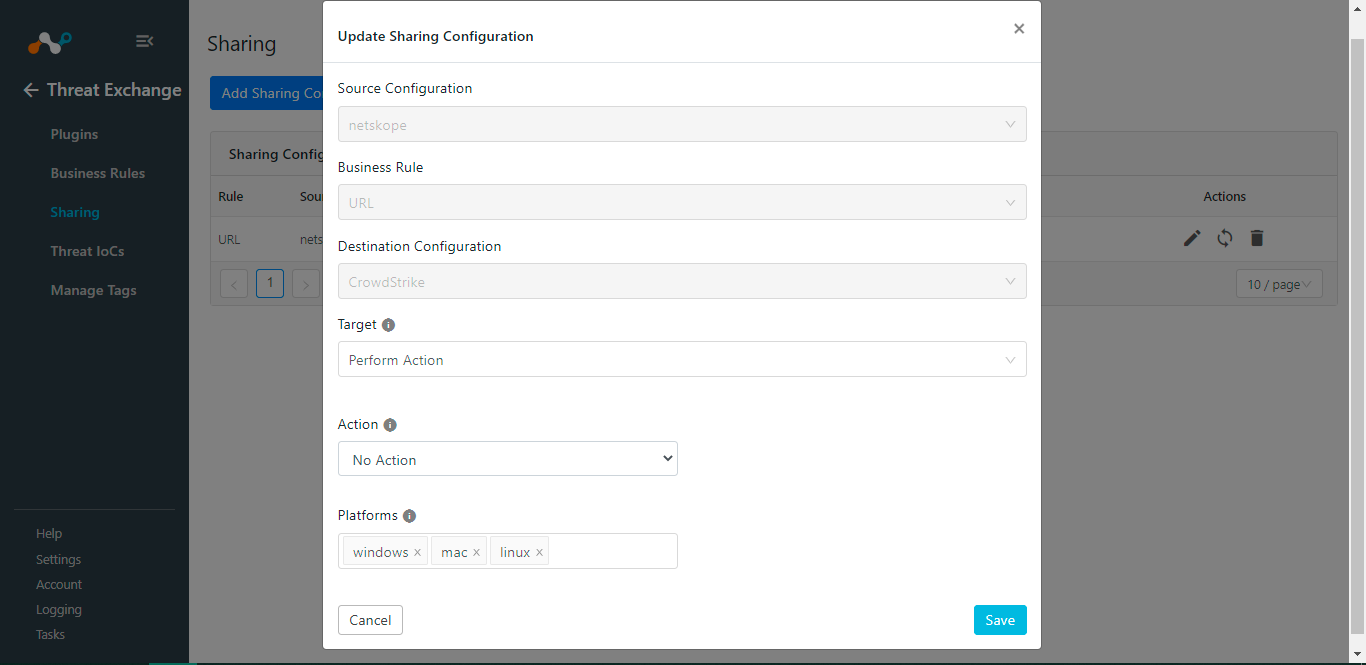 Threat Exchange
Plugins
Business Rules
Sharing
Threat IoCs
Manage Tags
Help
Settings
Account
Logging
Tasks
Sharing
Add Sharing Co
Sharing Config
Rule
Sou
Actions
URL
nets
1
10 / page
Update Sharing Configuration
Source Configuration
netskope
Business Rule
URL
Destination Configuration
CrowdStrike
Target
Perform Action
Action
No Action
Platforms
windows × mac × linux ×
Cancel
Save